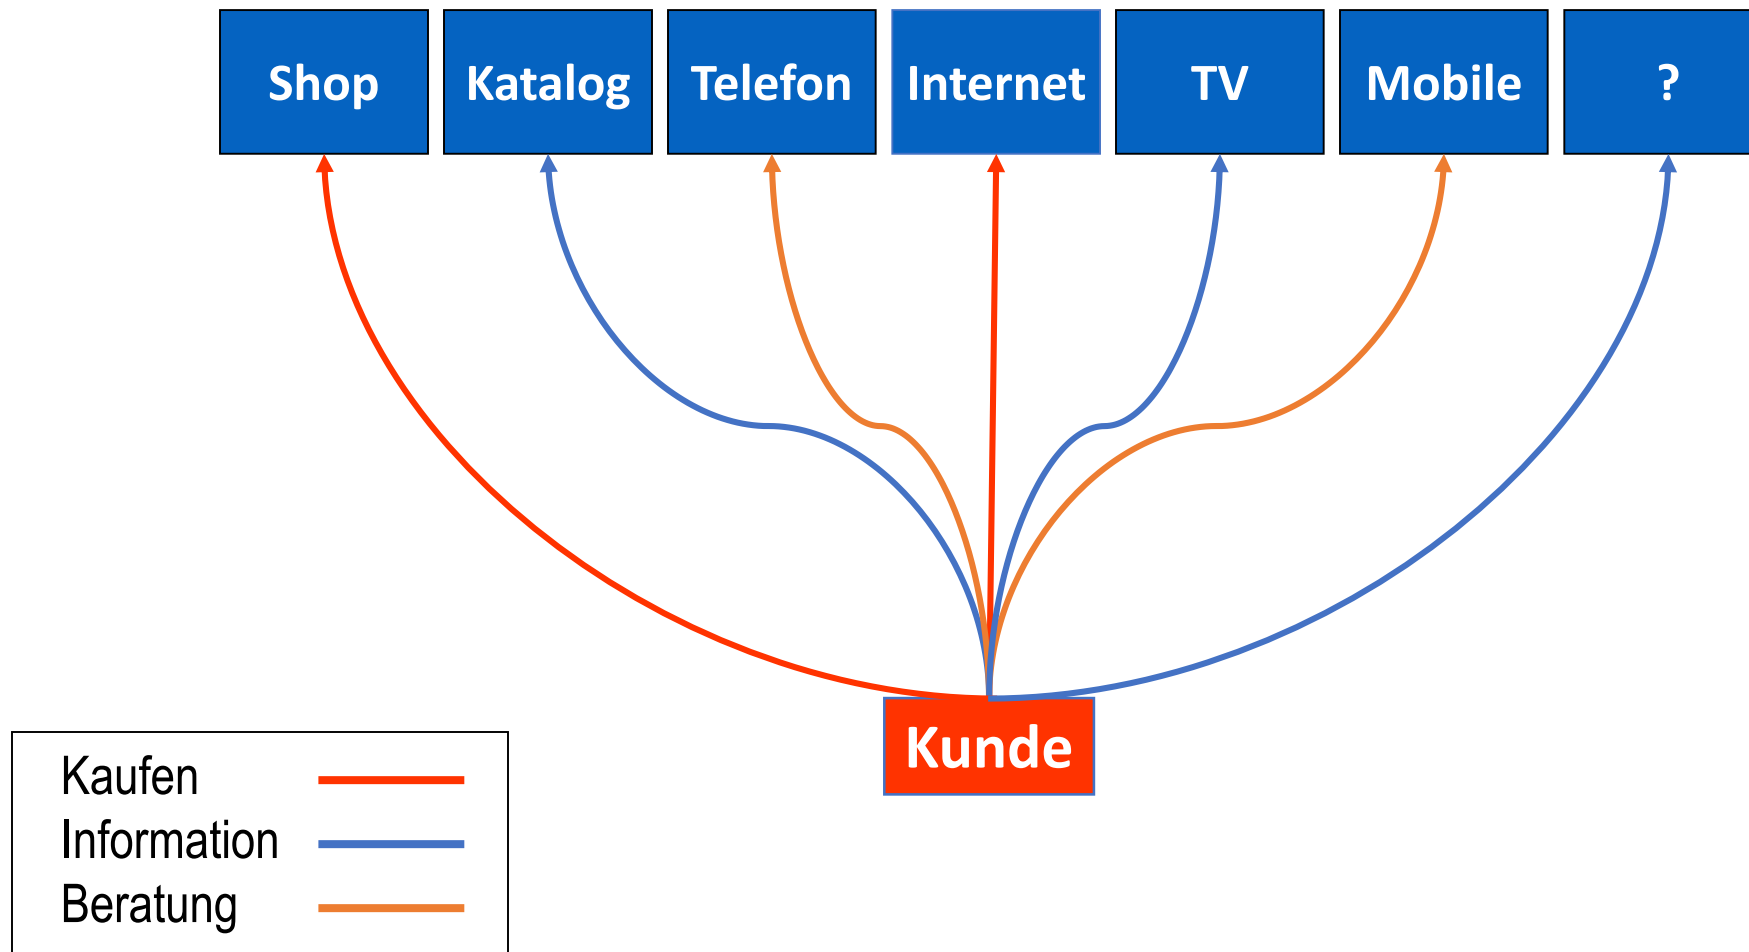 Shop
Katalog
Telefon
Internet
TV
Mobile
?
Kunde
Kaufen
Information
Beratung